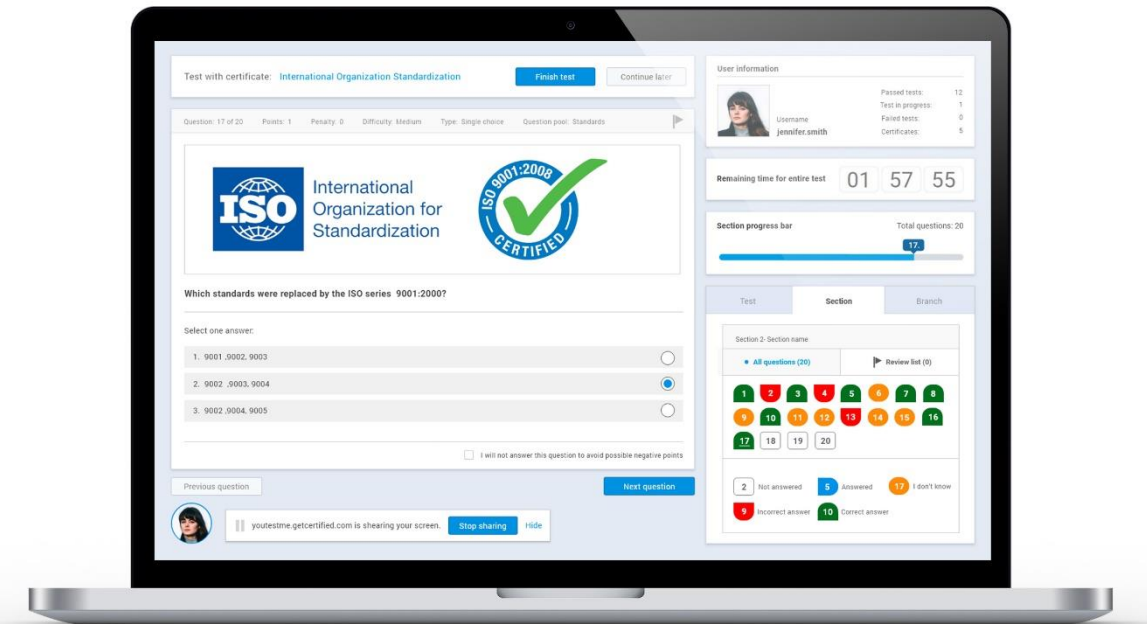 Test with certificate: International Organization Standardization
Finish test
Continue later
Question: 17 of 20 Points: 1 Penalty: 0 Difficulty: Medium Type: Single choice Question pool: Standards
ISO
International
Organization for
Standardization
ISO 9001:2008
CERTIFIED
Which standards were replaced by the ISO series 9001:2000?
Select one answer:
1. 9001 ,9002, 9003
2. 9002 ,9003, 9004
3. 9002 ,9004, 9005
I will not answer this question to avoid possible negative points
Previous question
Next question
youtestme.getcertified.com is shearing your screen. Stop sharing Hide
User information
Username
jennifer.smith
Passed tests: 12
Test in progress: 1
Failed tests: 0
Certificates: 5
Remaining time for entire test 01 57 55
Section progress bar Total questions: 20
17.
Test Section Branch
Section 2- Section name
All questions (20) Review list (0)
1 2 3 4 5 6 7 8
9 10 11 12 13 14 15 16
17 18 19 20
2 Not answered 5 Answered 17 I don't know
9 Incorrect answer 10 Correct answer